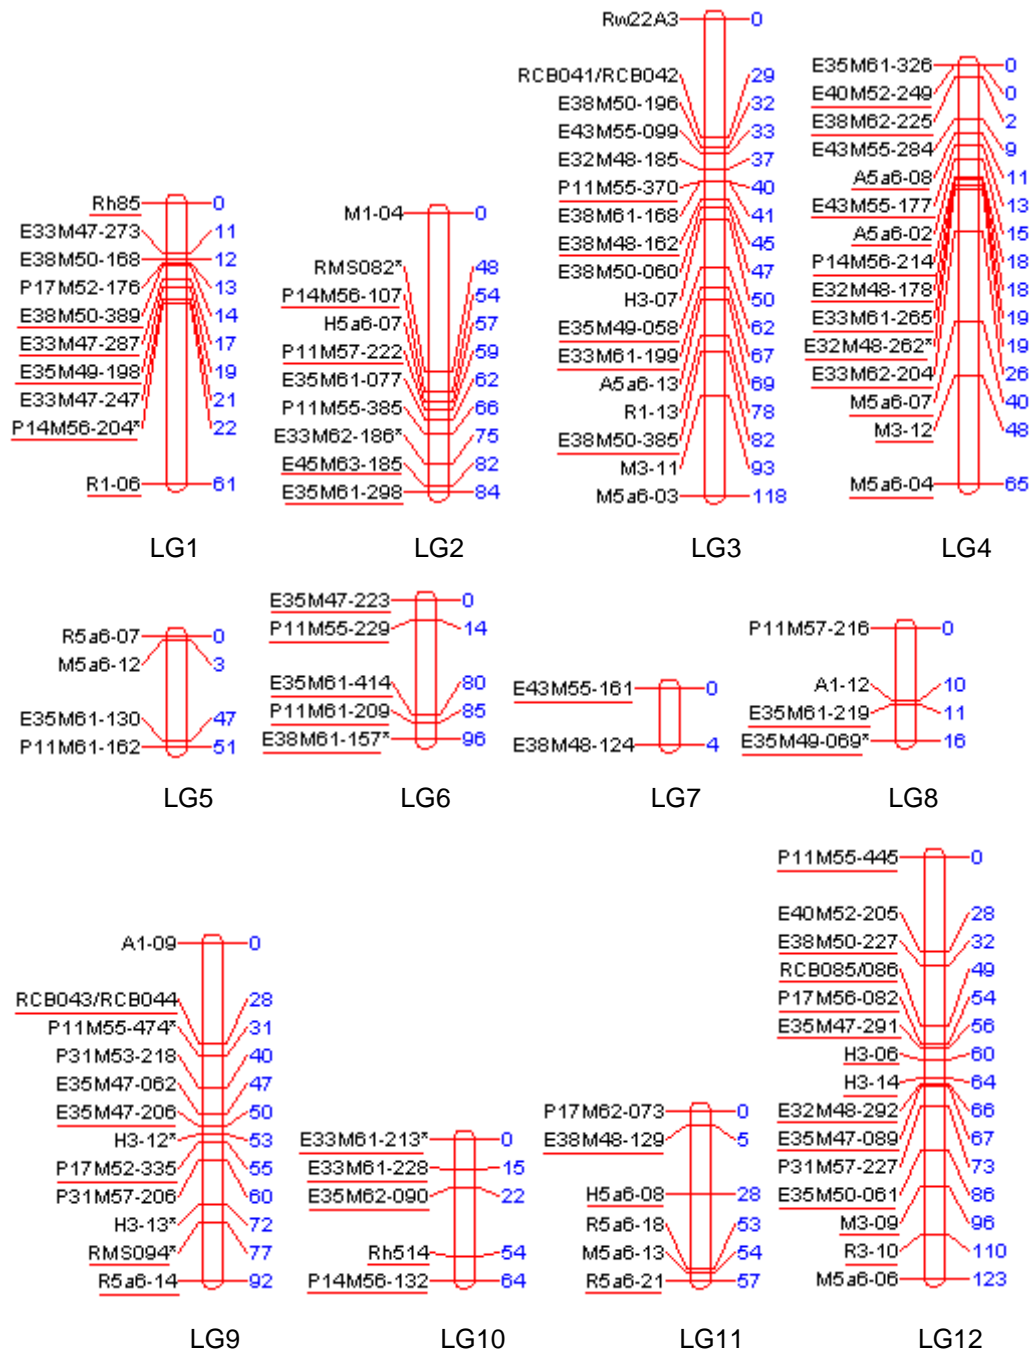 Rh85 0
E33M47-273 11
E38M50-168 12
P17M52-176 13
E38M50-389 14
E33M47-287 17
E35M49-198 19
E33M47-247 21
P14M56-204* 22
R1-06 61
LG1
M1-04 0
RMS082* 48
P14M56-107 54
H5a6-07 57
P11M57-222 59
E35M61-077 62
P11M55-385 66
E33M62-186* 75
E45M63-185 82
E35M61-298 84
LG2
Rw22A3 0
RCB041/RCB042 29
E38M50-196 32
E43M55-099 33
E32M48-185 37
P11M55-370 40
E38M61-168 41
E38M48-162 45
E38M50-060 47
H3-07 50
E35M49-058 62
E33M61-199 67
A5a6-13 69
R1-13 78
E38M50-385 82
M3-11 93
M5a6-03 118
LG3
E35M61-326 0
E40M52-249 0
E38M62-225 2
E43M55-284 9
A5a6-08 11
E43M55-177 13
A5a6-02 15
P14M56-214 18
E32M48-178 18
E33M61-265 19
E32M48-262* 19
E33M62-204 26
M5a6-07 40
M3-12 48
M5a6-04 65
LG4
R5a6-07 0
M5a6-12 3
E35M61-130 47
P11M61-162 51
LG5
E35M47-223 0
P11M55-229 14
E35M61-414 80
P11M61-209 85
E38M61-157* 96
LG6
E43M55-161 0
E38M48-124 4
LG7
P11M57-216 0
A1-12 10
E35M61-219 11
E35M49-069* 16
LG8
A1-09 0
RCB043/RCB044 28
P11M55-474* 31
P31M53-218 40
E35M47-062 47
E35M47-206 50
H3-12* 53
P17M52-335 55
P31M57-206 60
H3-13* 72
RMS094* 77
R5a6-14 92
LG9
E33M61-213* 0
E33M61-228 15
E35M62-090 22
Rh514 54
P14M56-132 64
LG10
P17M62-073 0
E38M48-129 5
H5a6-08 28
R5a6-18 53
M5a6-13 54
R5a6-21 57
LG11
P11M55-445 0
E40M52-205 28
E38M50-227 32
RCB085/086 49
P17M56-082 54
E35M47-291 56
H3-06 60
H3-14 64
E32M48-292 66
E35M47-089 67
P31M57-227 73
E35M50-061 86
M3-09 96
R3-10 110
M5a6-06 123
LG12